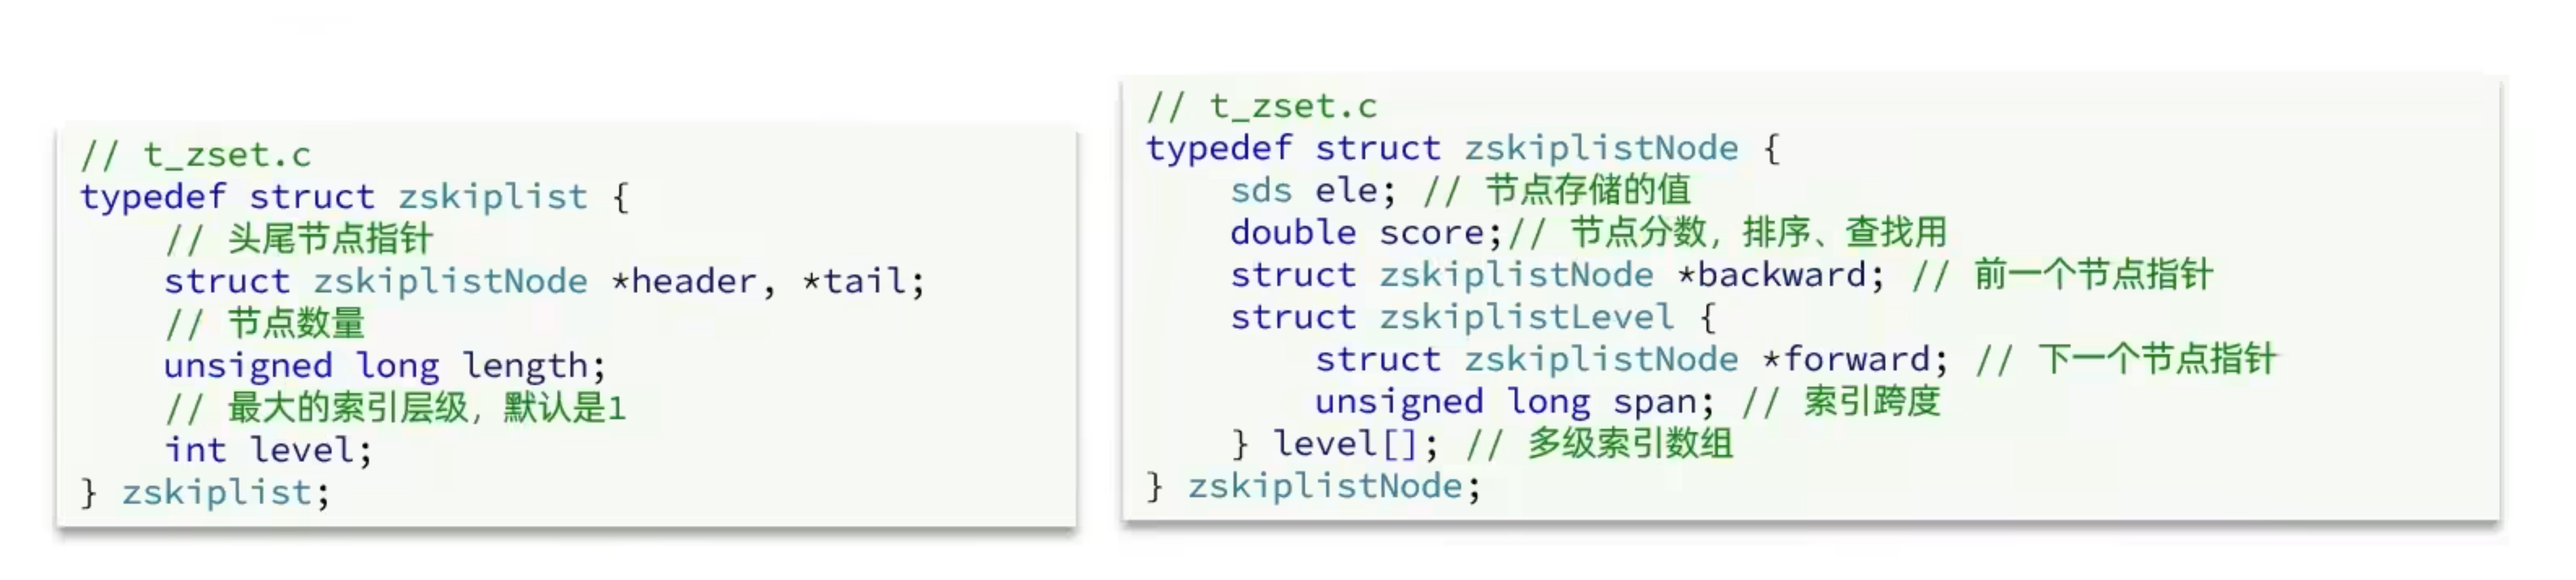 // t_zset.c
typedef struct zskiplist {
    // 头尾节点指针
    struct zskiplistNode *header, *tail;
    // 节点数量
    unsigned long length;
    // 最大的索引层级，默认是1
    int level;
} zskiplist;
// t_zset.c
typedef struct zskiplistNode {
    sds ele; // 节点存储的值
    double score;// 节点分数，排序、查找用
    struct zskiplistNode *backward; // 前一个节点指针
    struct zskiplistLevel {
        struct zskiplistNode *forward; // 下一个节点指针
        unsigned long span; // 索引跨度
    } level[]; // 多级索引数组
} zskiplistNode;